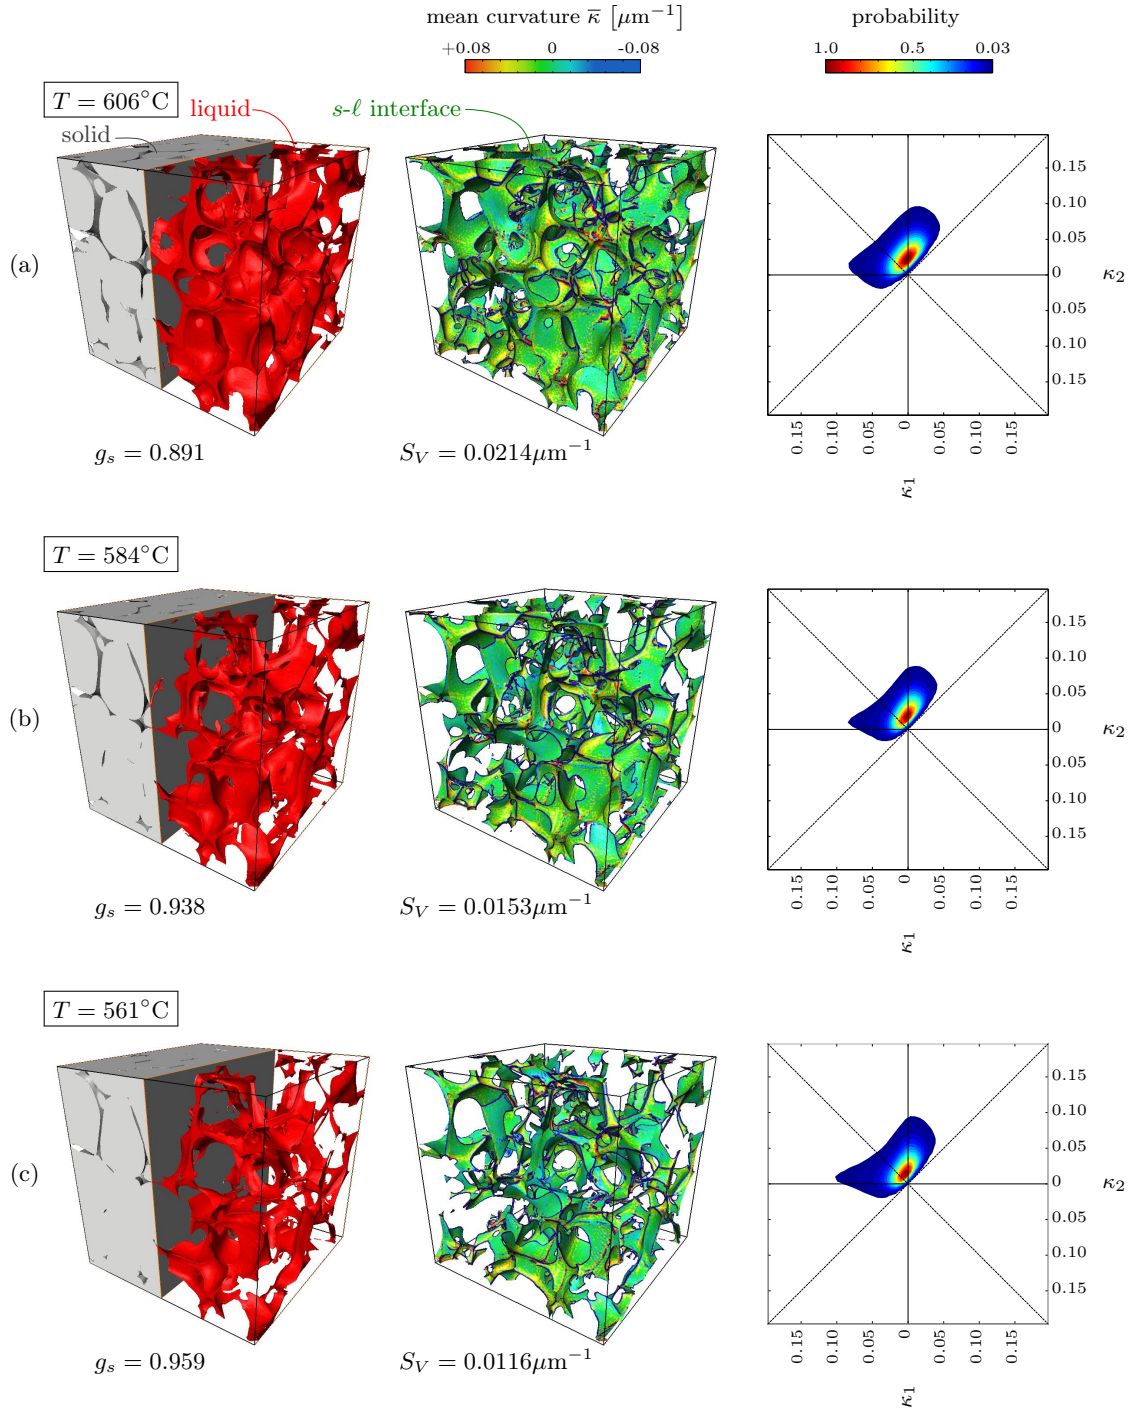 mean curvature κ̅ [μm⁻¹]
probability
+0.08 0 -0.08
1.0 0.5 0.03
T = 606°C
liquid
s-ℓ interface
solid
(a)
0.15
0.10
0.05
0
κ₂
0.05
0.10
0.15
0.15 0.10 0.05 0 0.05 0.10 0.15
κ₁
g_s = 0.891
S_V = 0.0214μm⁻¹
T = 584°C
(b)
0.15
0.10
0.05
0
κ₂
0.05
0.10
0.15
0.15 0.10 0.05 0 0.05 0.10 0.15
κ₁
g_s = 0.938
S_V = 0.0153μm⁻¹
T = 561°C
(c)
0.15
0.10
0.05
0
κ₂
0.05
0.10
0.15
0.15 0.10 0.05 0 0.05 0.10 0.15
κ₁
g_s = 0.959
S_V = 0.0116μm⁻¹